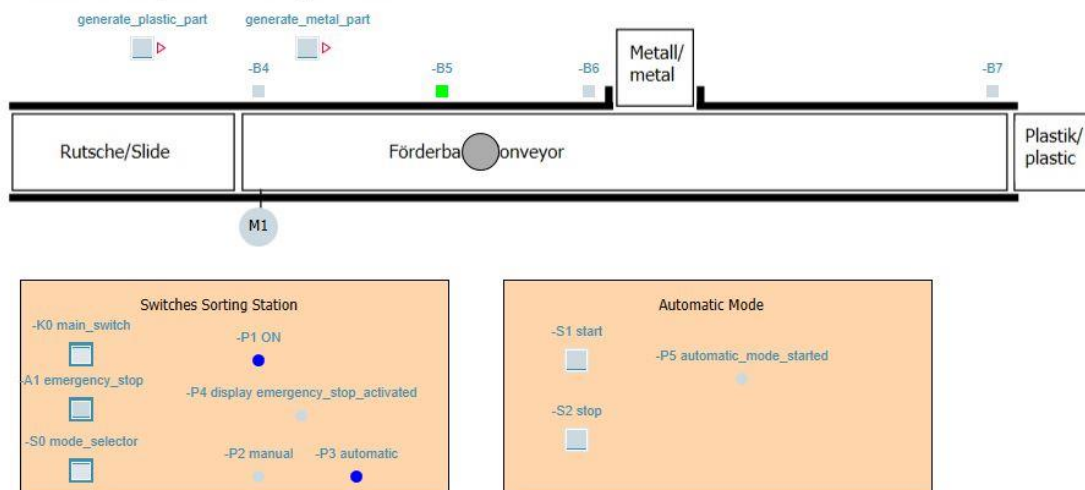 generate_plastic_part generate_metal_part
-B4 -B5 -B6 Metall/
metal -B7
Rutsche/Slide Förderba onveyor Plastik/
plastic
M1
Switches Sorting Station
-K0 main_switch
-P1 ON
-A1 emergency_stop
-P4 display emergency_stop_activated
-S0 mode_selector
-P2 manual -P3 automatic
Automatic Mode
-S1 start
-P5 automatic_mode_started
-S2 stop